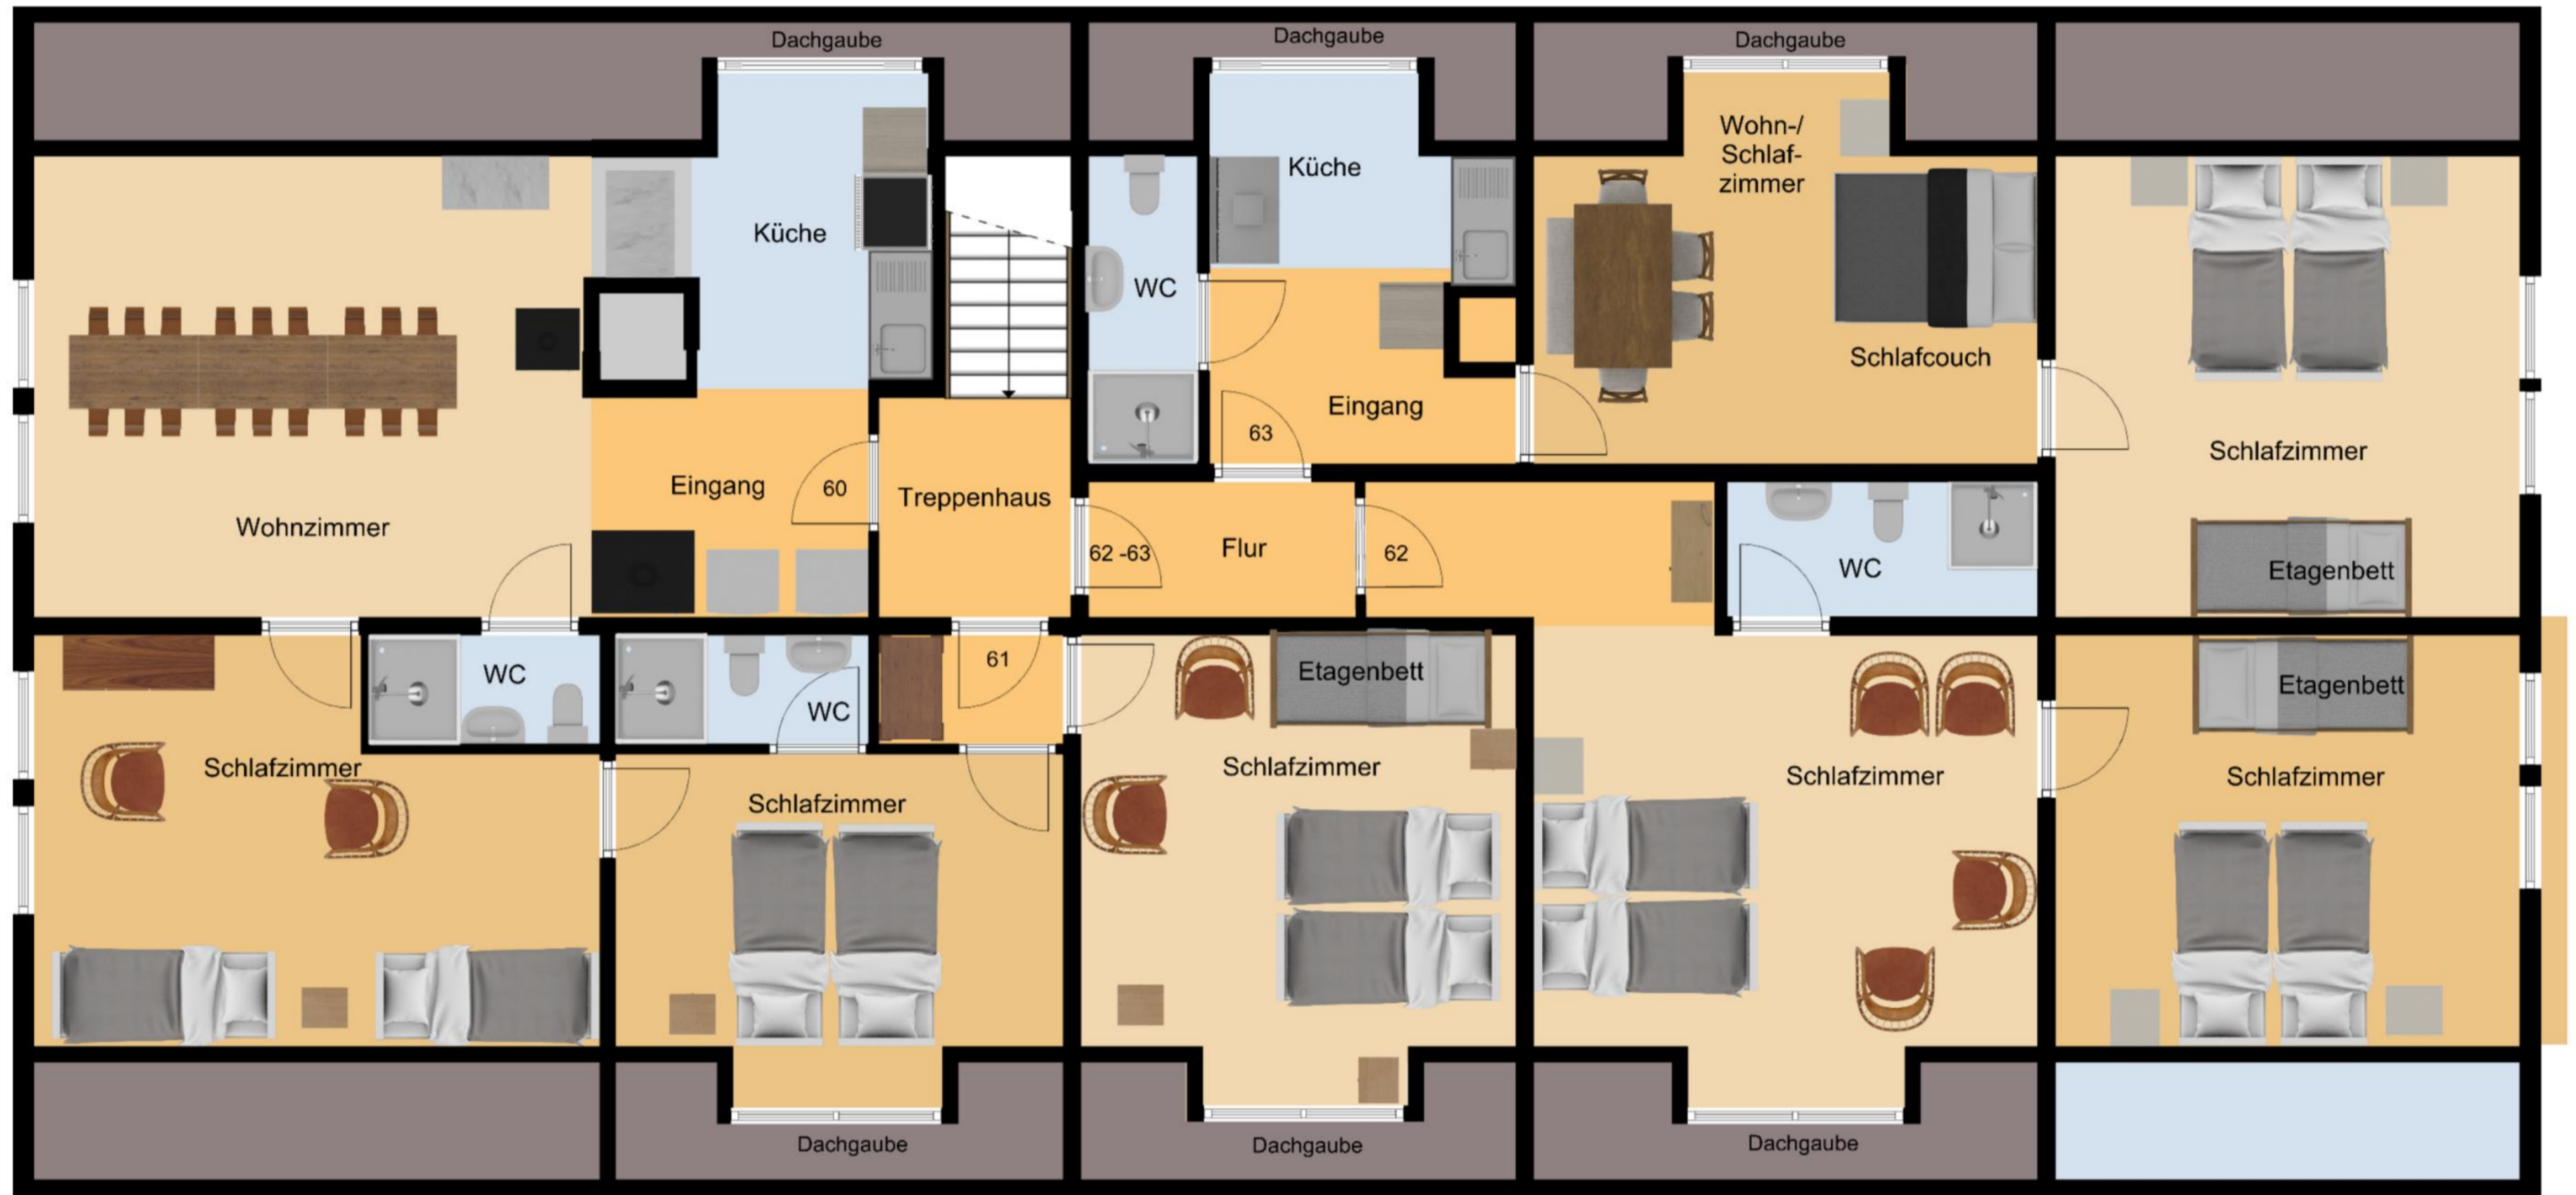 Dachgaube
Dachgaube
Dachgaube
Wohn-/
Schlaf-
zimmer
Küche
Küche
WC
Schlafcouch
Eingang
63
Schlafzimmer
Eingang
60
Treppenhaus
Wohnzimmer
62 -63
Flur
62
WC
Etagenbett
WC
61
Etagenbett
Etagenbett
WC
Schlafzimmer
Schlafzimmer
Schlafzimmer
Schlafzimmer
Schlafzimmer
Dachgaube
Dachgaube
Dachgaube